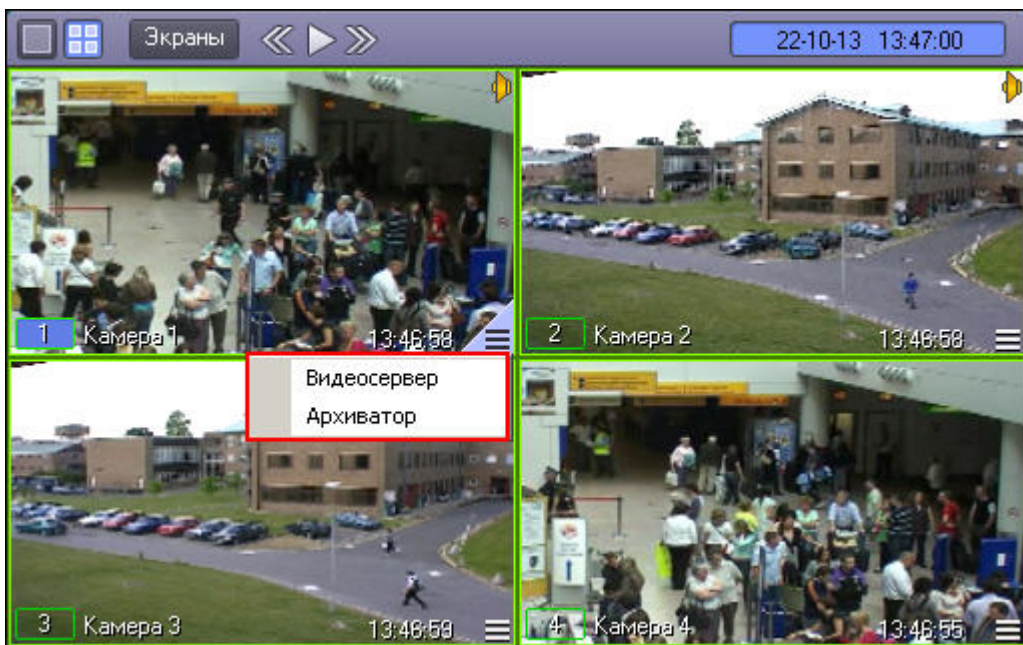 Экраны
22-10-13 13:47:00
1 Камера 1 13:46:58
2 Камера 2 13:46:58
Видеосервер
Архиватор
3 Камера 3 13:46:59
4 Камера 4 13:46:55